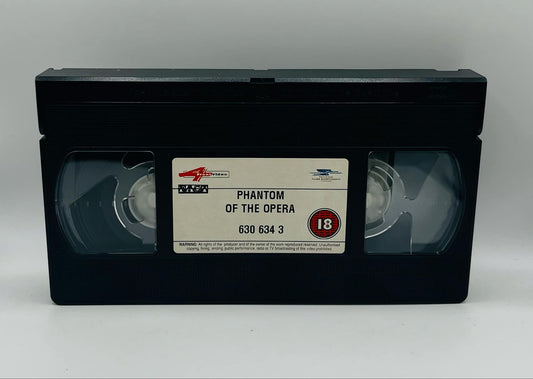 4
PHANTOM
OF THE OPERA
630 634 3
18
WARNING: All rights of the producer and of the owner of the work reproduced reserved. Unauthorised
copying, hiring, lending, public performance, radio or TV broadcasting of this video prohibited.